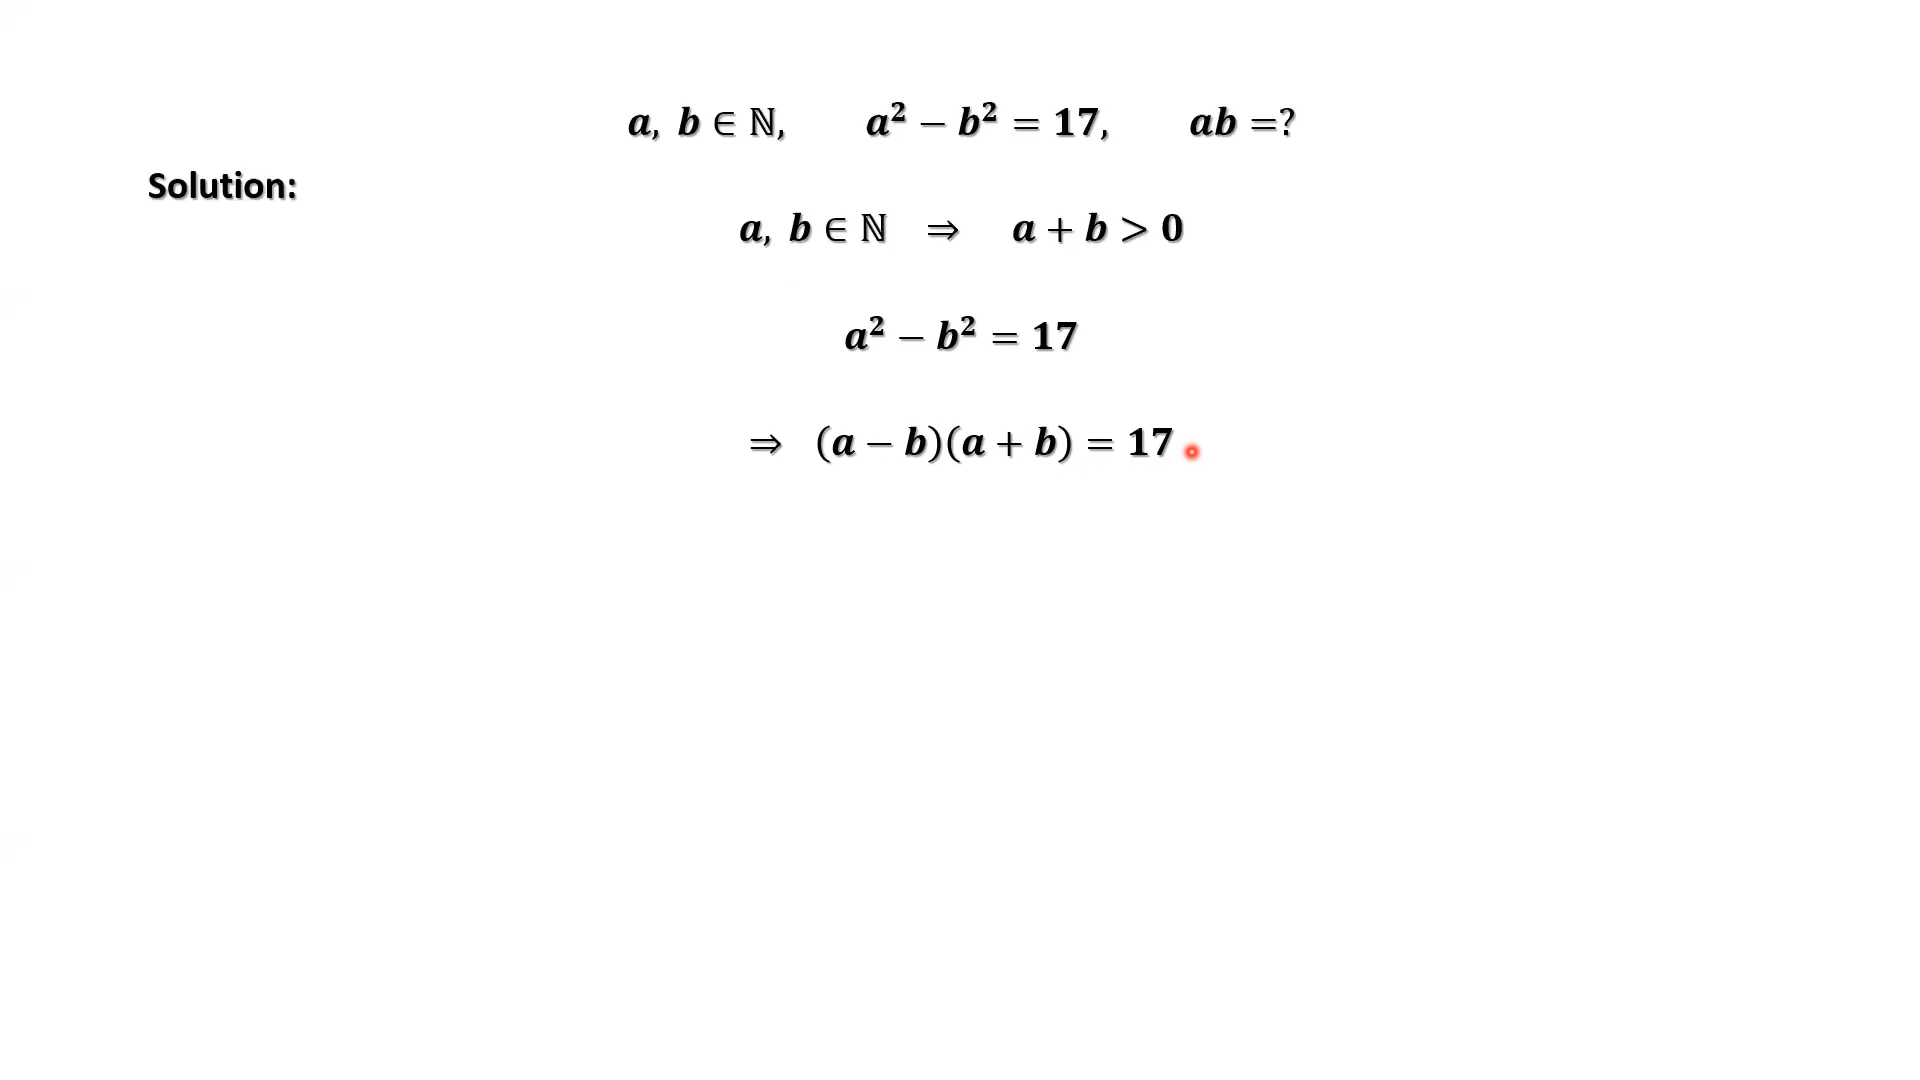 a, b ∈ ℕ, a² − b² = 17, ab =?
Solution:
a, b ∈ ℕ ⇒ a + b > 0
a² − b² = 17
⇒ (a − b)(a + b) = 17